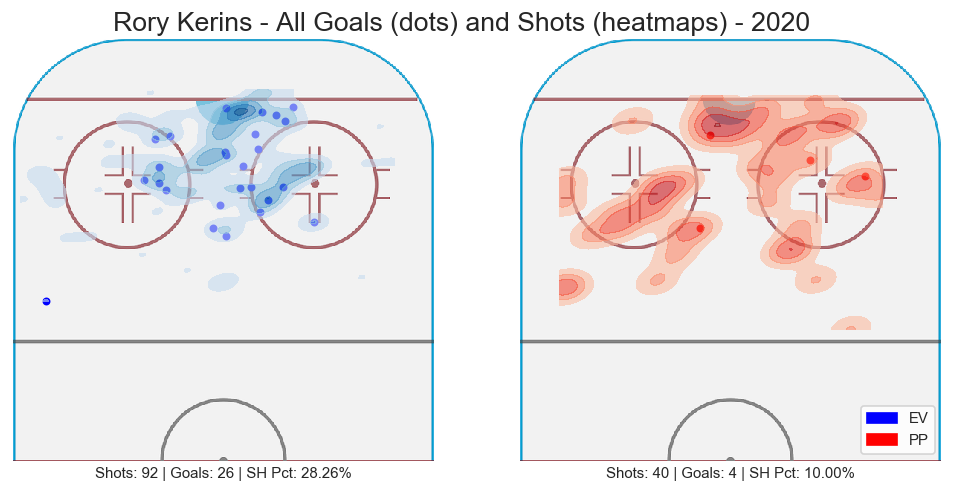 Rory Kerins - All Goals (dots) and Shots (heatmaps) - 2020
EV
PP
Shots: 92 | Goals: 26 | SH Pct: 28.26%
Shots: 40 | Goals: 4 | SH Pct: 10.00%